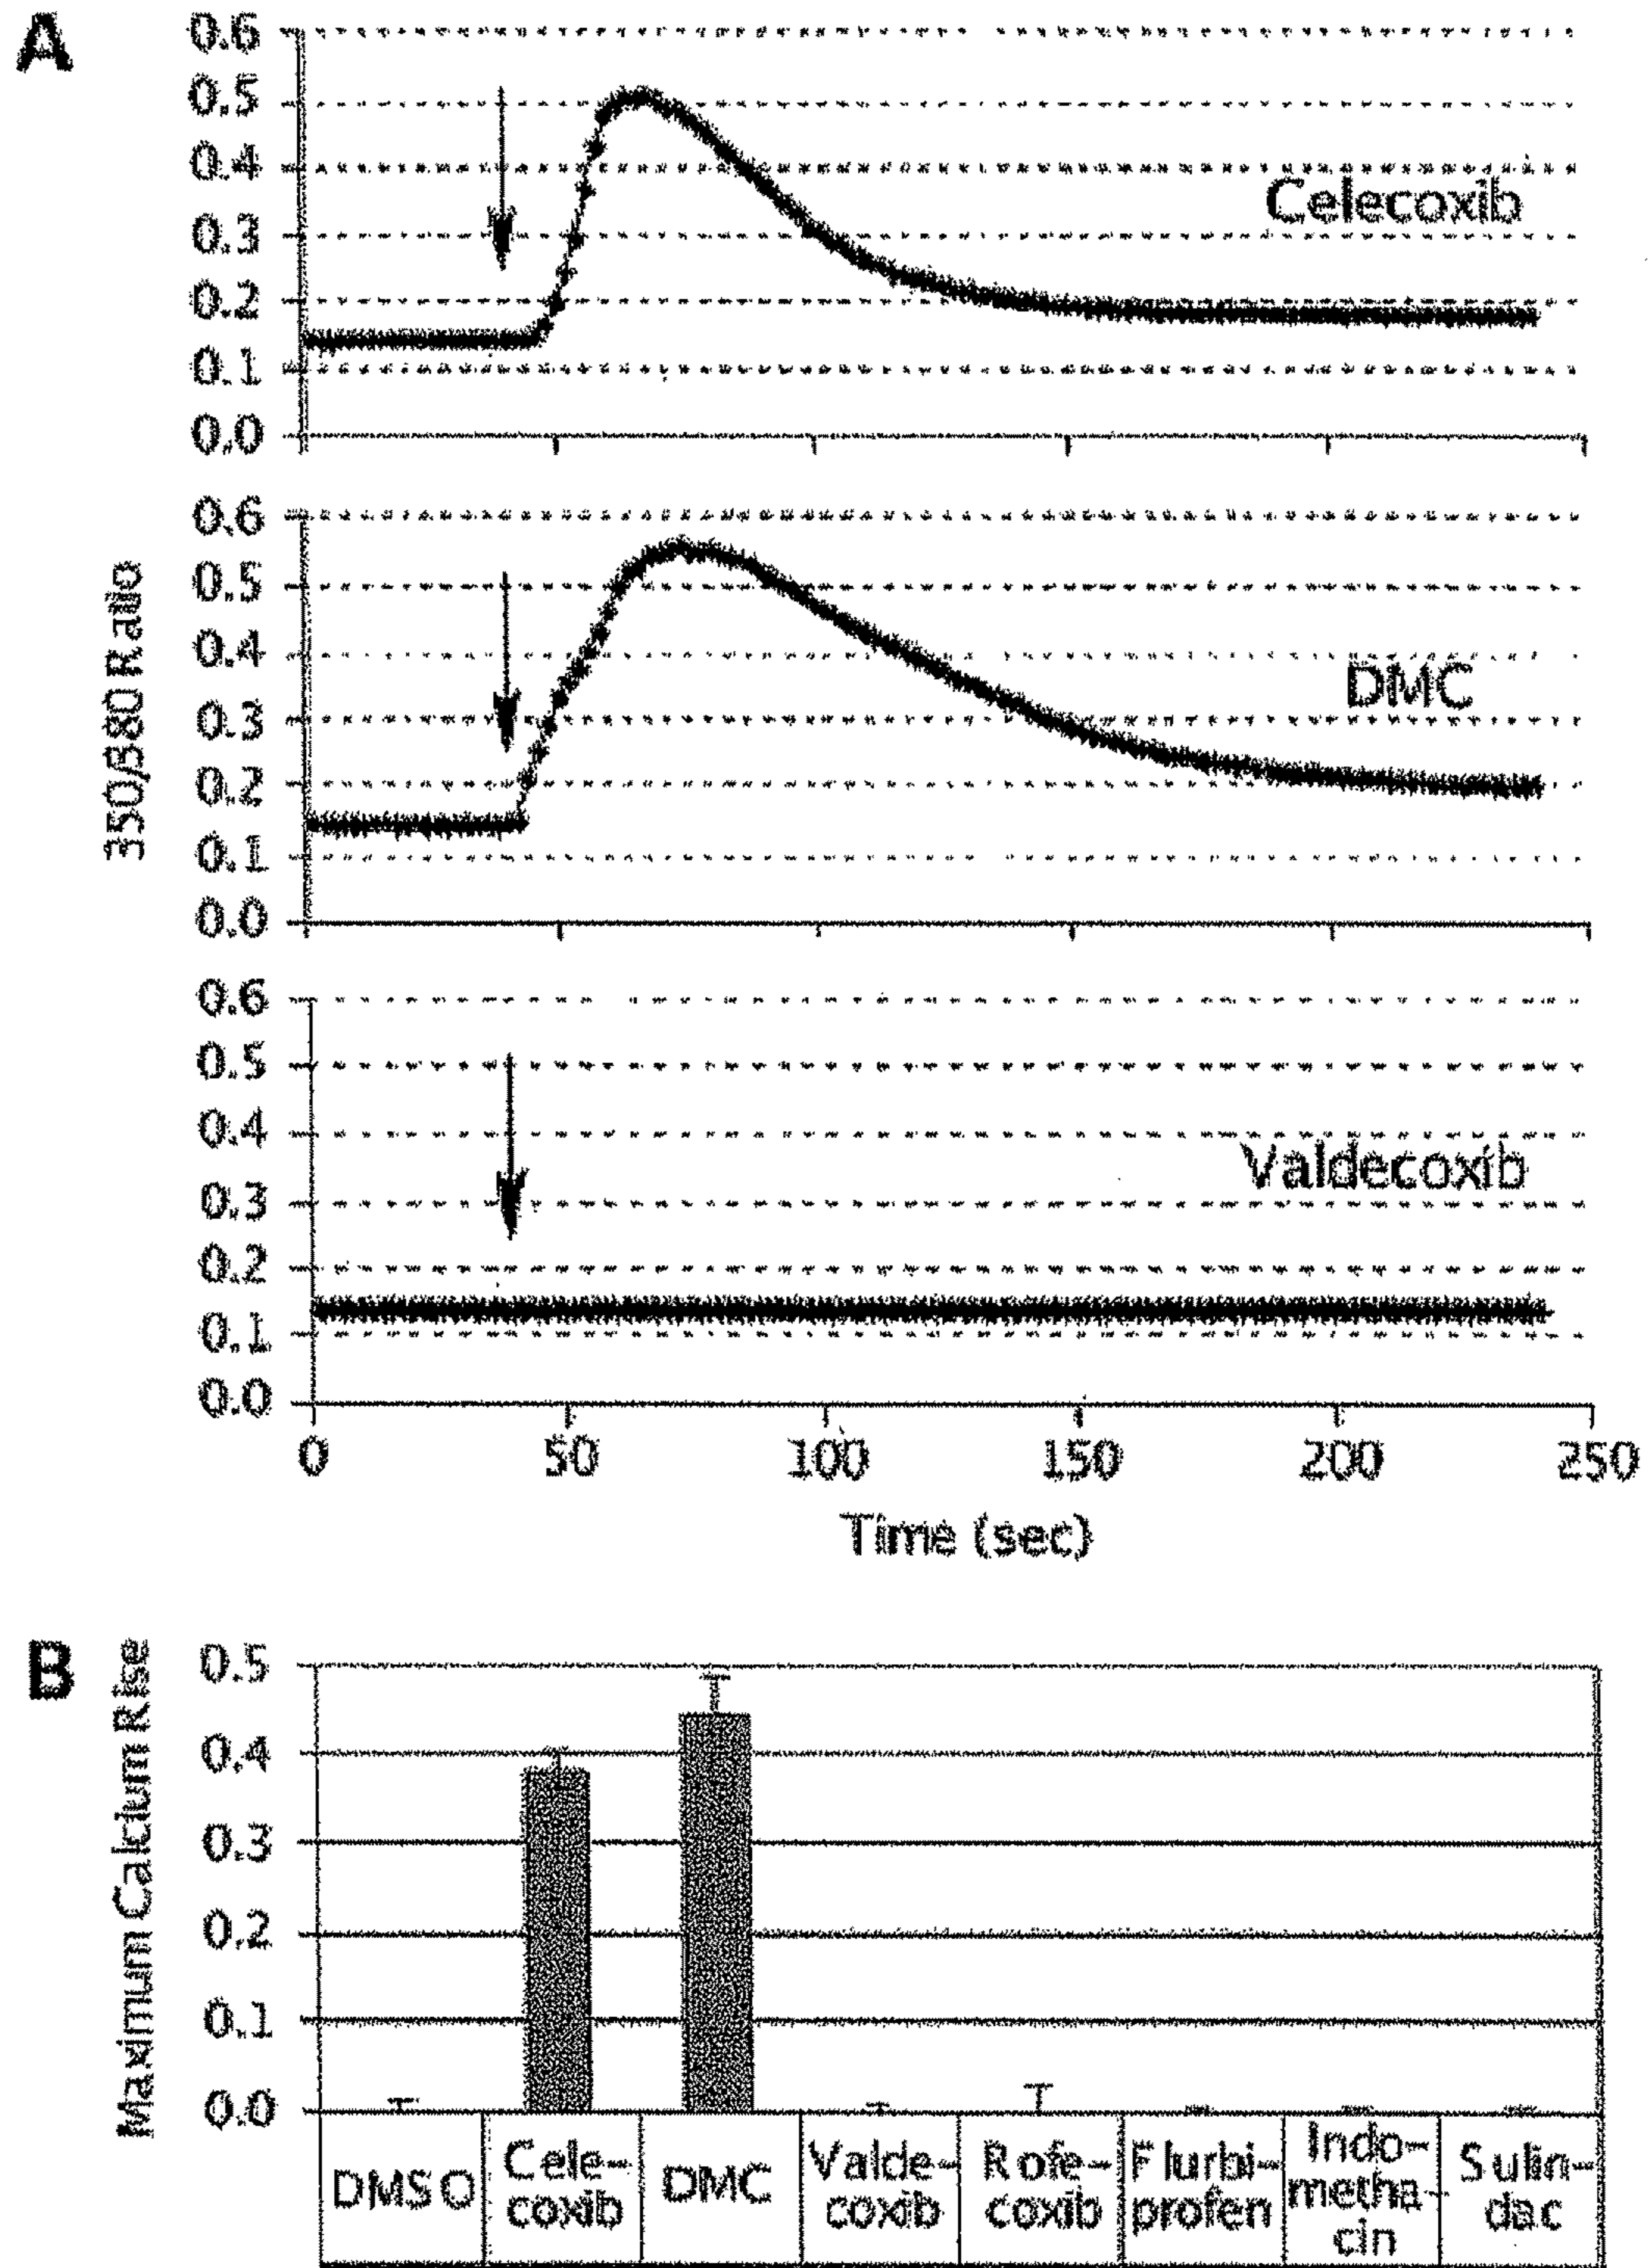 A
0.6
0.5
0.4
0.3
0.2
0.1
0.0
Celecoxib
350/380 Ratio
0.6
0.5
0.4
0.3
0.2
0.1
0.0
DMC
0.6
0.5
0.4
0.3
0.2
0.1
0.0
Valdecoxib
0 50 100 150 200 250
Time (sec)
B
Maximum Calcium Rise
0.5
0.4
0.3
0.2
0.1
0.0
DMSO
Cele-
coxib
DMC
Valde-
coxib
Rofe-
coxib
Flurbi-
profen
Indo-
metha-
cin
Sulin-
dac